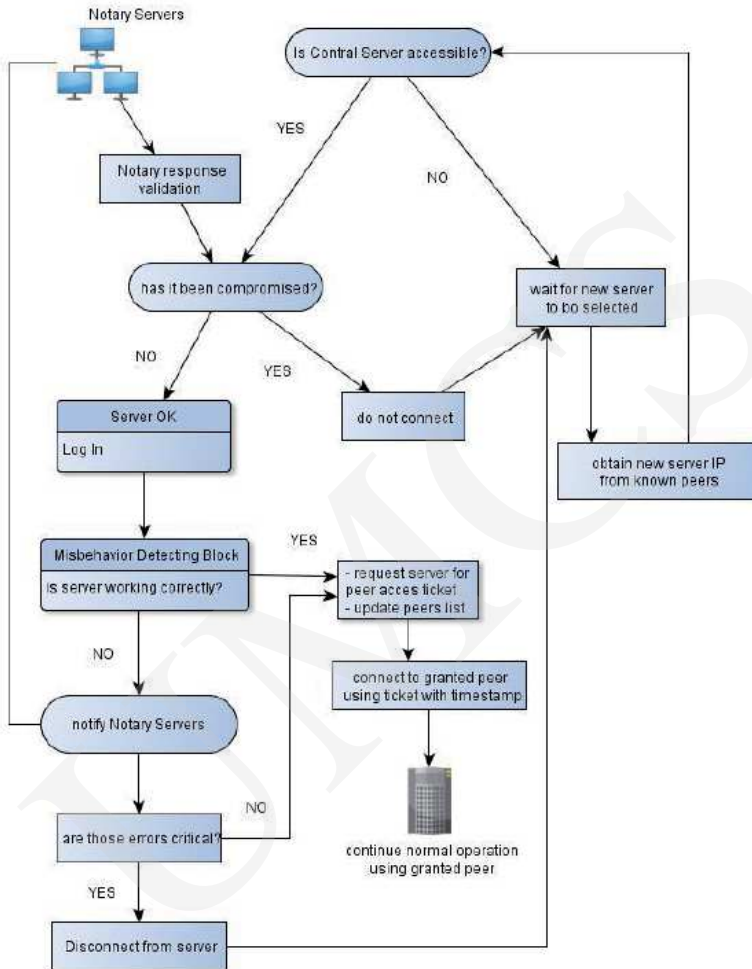 Notary Servers
Is Contral Server accessible?
YES
NO
Notary response
validation
has it been compromised?
wait for new server
to bo selected
NO
YES
Server OK
Log In
do not connect
obtain new server IP
from known peers
Misbehavior Detecting Block
is server working correctly?
YES
- request server for
peer acces ticket
- update peers list
NO
connect to granted peer
using ticket with timestamp
notify Notary Servers
NO
are those errors critical?
continue normal operation
using granted peer
YES
Disconnect from server
UMCS